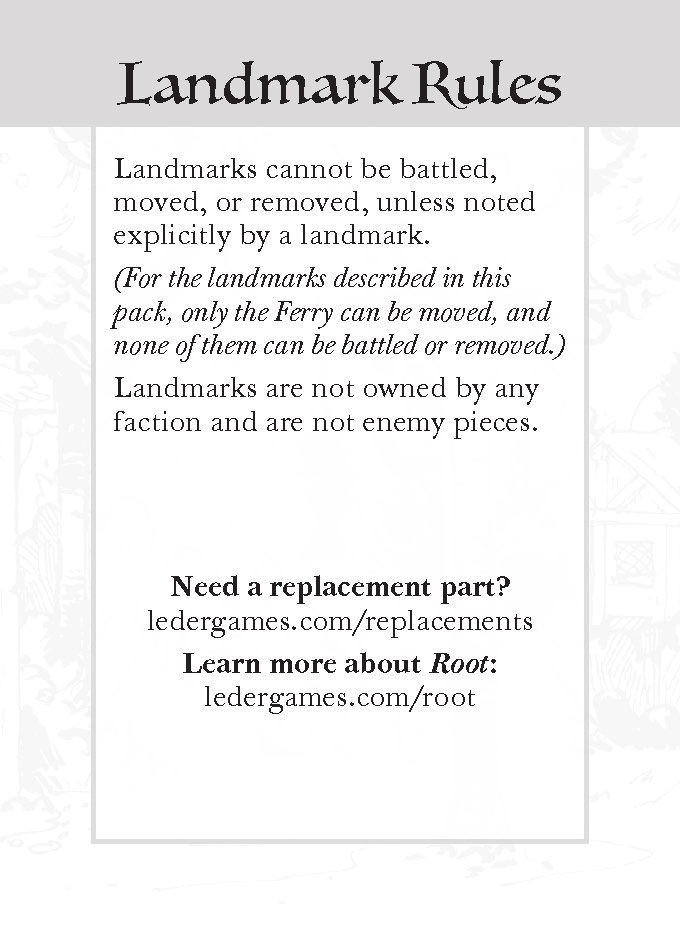 Landmark Rules
Landmarks cannot be battled,
moved, or removed, unless noted
explicitly by a landmark.
(For the landmarks described in this
pack, only the Ferry can be moved, and
none of them can be battled or removed.)
Landmarks are not owned by any
faction and are not enemy pieces.
Need a replacement part?
ledergames.com/replacements
Learn more about Root:
ledergames.com/root